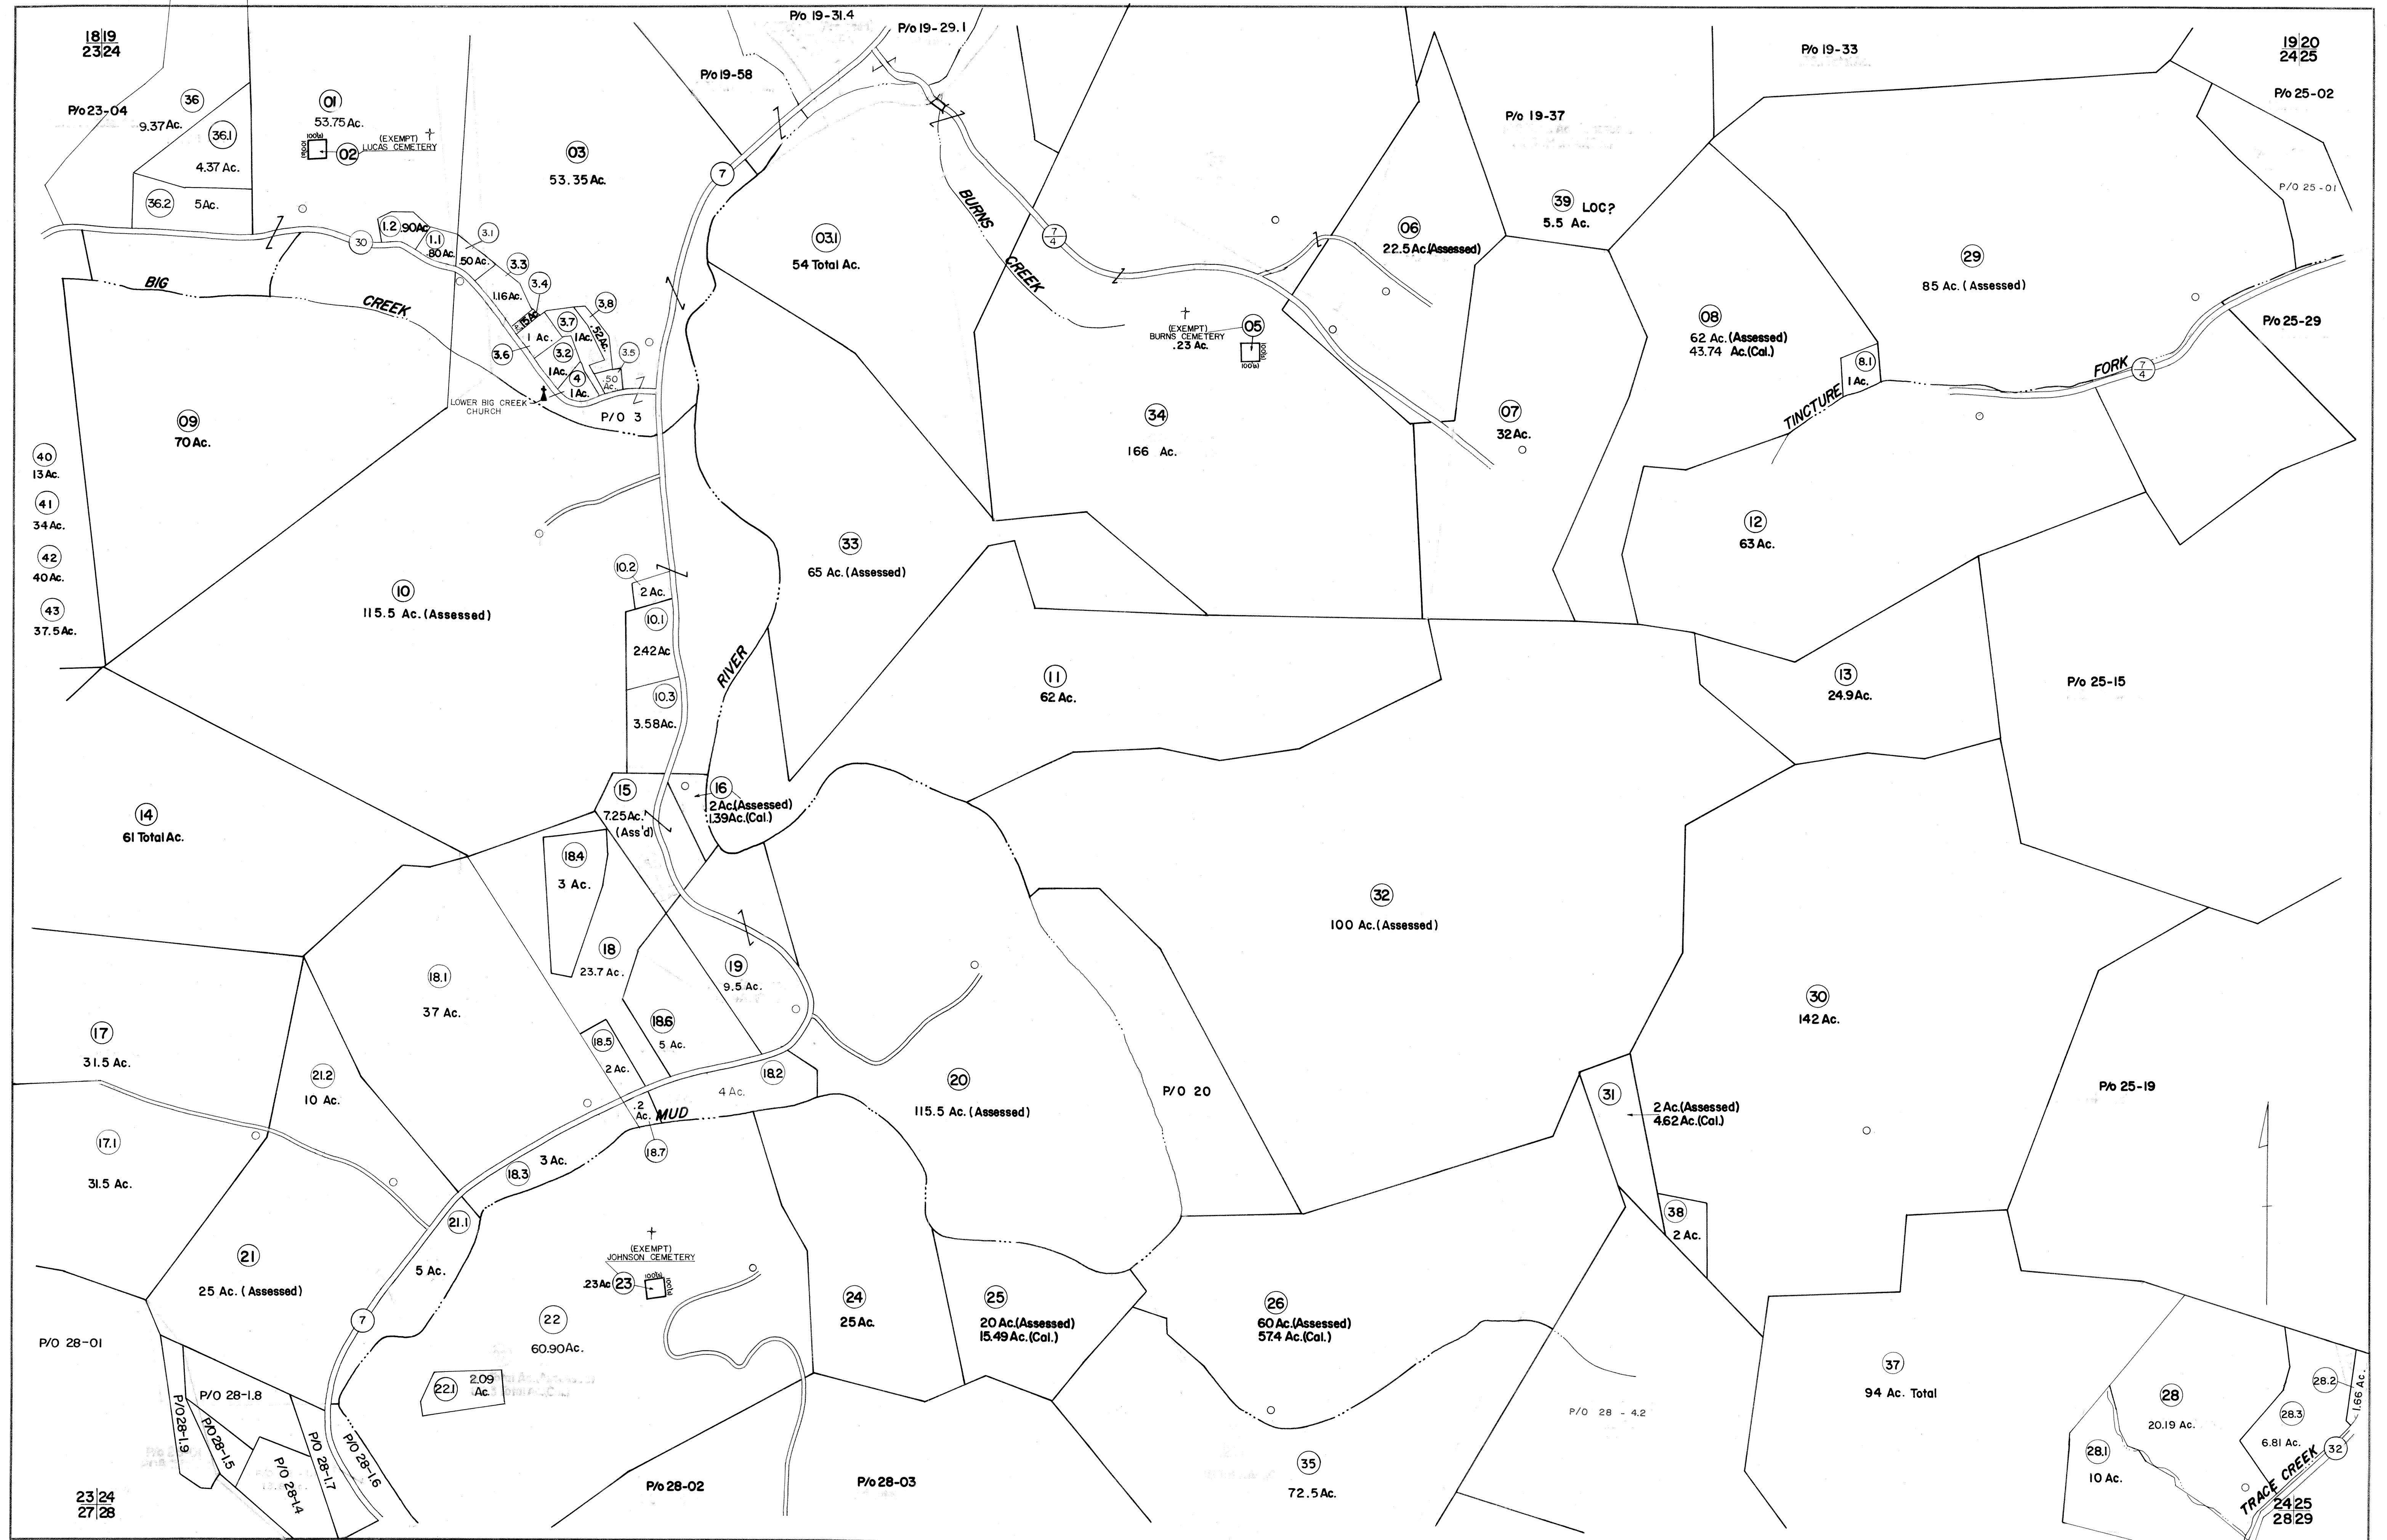 18 19
23 24
P/o 19-31.4
P/o 19-29.1
P/o 19-58
P/o 19-33
19 20
24 25
P/o 25-02
P/o 23-04
36
9.37 Ac.
36.1
4.37 Ac.
36.2
5 Ac.
01
53.75 Ac.
100(s)
100(s)
02
(EXEMPT)
LUCAS CEMETERY
03
53.35 Ac.
7
P/o 19-37
P/O 25-01
39 LOC?
5.5 Ac.
06
22.5 Ac.(Assessed)
29
85 Ac. (Assessed)
BURNS
CREEK
7
4
03.1
54 Total Ac.
30
1.2
.90 Ac.
1.1
.80 Ac.
3.1
.50 Ac.
3.3
1.16 Ac.
3.4
.15 Ac.
3.8
.52 Ac.
3.7
1 Ac.
3.6
1 Ac.
3.2
1 Ac.
3.5
.50
Ac.
4
1 Ac.
BIG
CREEK
LOWER BIG CREEK
CHURCH
P/O 3
(EXEMPT)
BURNS CEMETERY
.23 Ac.
05
100(s)
100(s)
08
62 Ac. (Assessed)
43.74 Ac.(Cal.)
8.1
1 Ac.
TINCTURE
FORK
7
4
P/o 25-29
09
70 Ac.
34
166 Ac.
07
32 Ac.
40
13 Ac.
41
34 Ac.
42
40 Ac.
43
37.5 Ac.
12
63 Ac.
33
65 Ac. (Assessed)
10
115.5 Ac. (Assessed)
10.2
2 Ac.
10.1
2.42 Ac
10.3
3.58 Ac.
RIVER
11
62 Ac.
13
24.9 Ac.
P/o 25-15
14
61 Total Ac.
15
7.25 Ac.
(Ass'd)
16
2 Ac.(Assessed)
1.39 Ac.(Cal.)
18.4
3 Ac.
32
100 Ac. (Assessed)
18
23.7 Ac.
18.1
37 Ac.
19
9.5 Ac.
30
142 Ac.
17
31.5 Ac.
18.6
5 Ac.
18.5
2 Ac.
18.2
4 Ac.
21.2
10 Ac.
20
115.5 Ac. (Assessed)
P/O 20
31
2 Ac.(Assessed)
4.62 Ac.(Cal.)
P/o 25-19
.2
Ac.
MUD
18.7
17.1
31.5 Ac.
18.3
3 Ac.
21.1
5 Ac.
38
2 Ac.
21
25 Ac. (Assessed)
(EXEMPT)
JOHNSON CEMETERY
.23 Ac
23
100(s)
100(s)
22
60.90 Ac.
24
25 Ac.
25
20 Ac.(Assessed)
15.49 Ac.(Cal.)
26
60 Ac.(Assessed)
57.4 Ac.(Cal.)
7
P/O 28-01
22.1
2.09
Ac.
37
94 Ac. Total
P/O 28-1.8
P/O 28-1.9
P/O 28-1.5
P/O 28-1.4
P/O 28-1.7
P/O 28-1.6
P/O 28 - 4.2
28
20.19 Ac.
28.2
1.66 Ac.
28.3
6.81 Ac.
28.1
10 Ac.
32
TRACE CREEK
35
72.5 Ac.
P/o 28-02
P/o 28-03
23 24
27 28
24 25
28 29